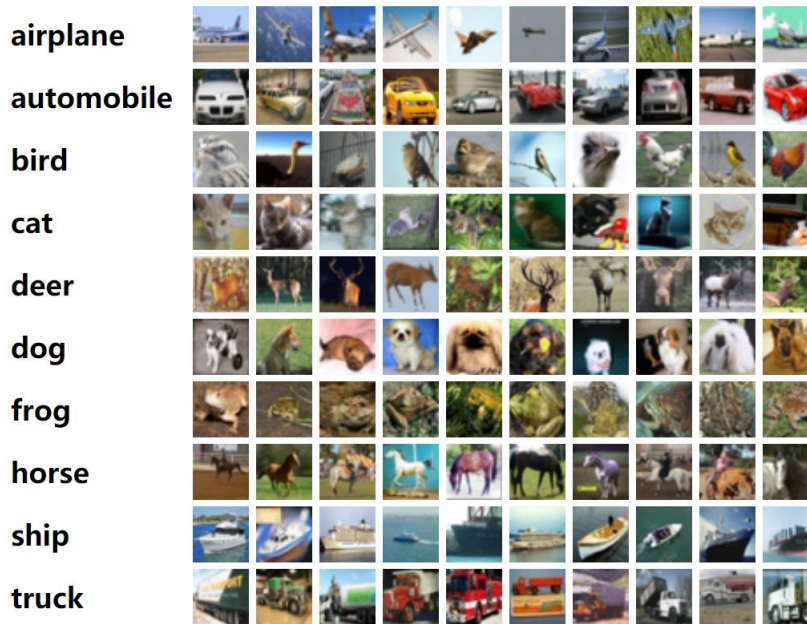 airplane
automobile
bird
cat
deer
dog
frog
horse
ship
truck